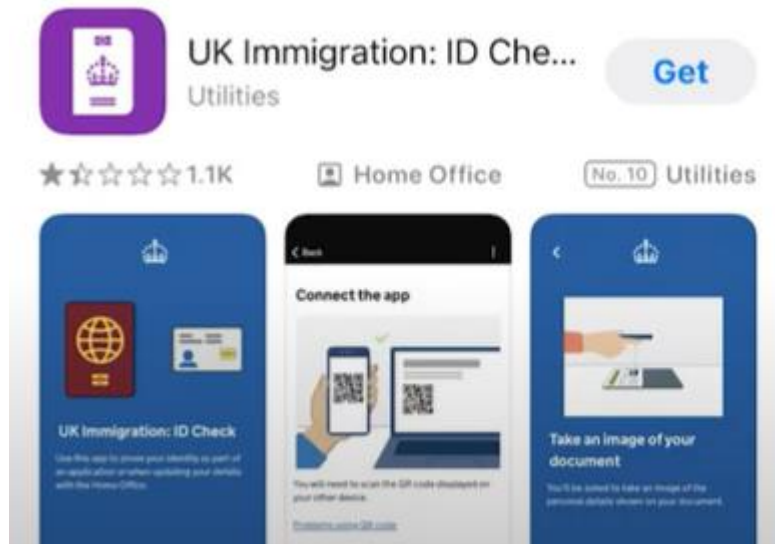 UK Immigration: ID Che...
Get
Utilities
1.1K
Home Office
No. 10 Utilities
Back
Connect the app
UK Immigration: ID Check
Use this app to prove your identity as part of
an application or when updating your details
with the Home Office.
You will need to scan the QR code displayed on
your other device.
Problems using QR code
Take an image of your
document
You'll be asked to take an image of the
personal details shown on your document.